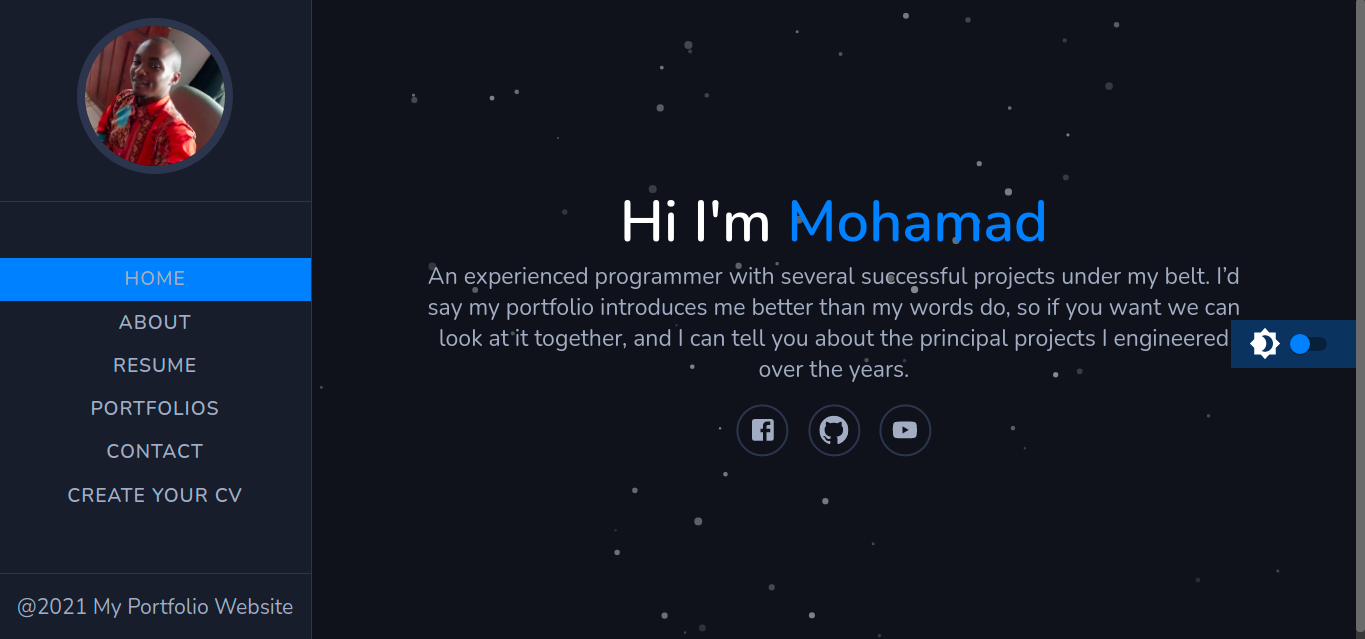 HOME
ABOUT
RESUME
PORTFOLIOS
CONTACT
CREATE YOUR CV
@2021 My Portfolio Website
Hi I'm Mohamad
An experienced programmer with several successful projects under my belt. I’d
say my portfolio introduces me better than my words do, so if you want we can
look at it together, and I can tell you about the principal projects I engineered
over the years.